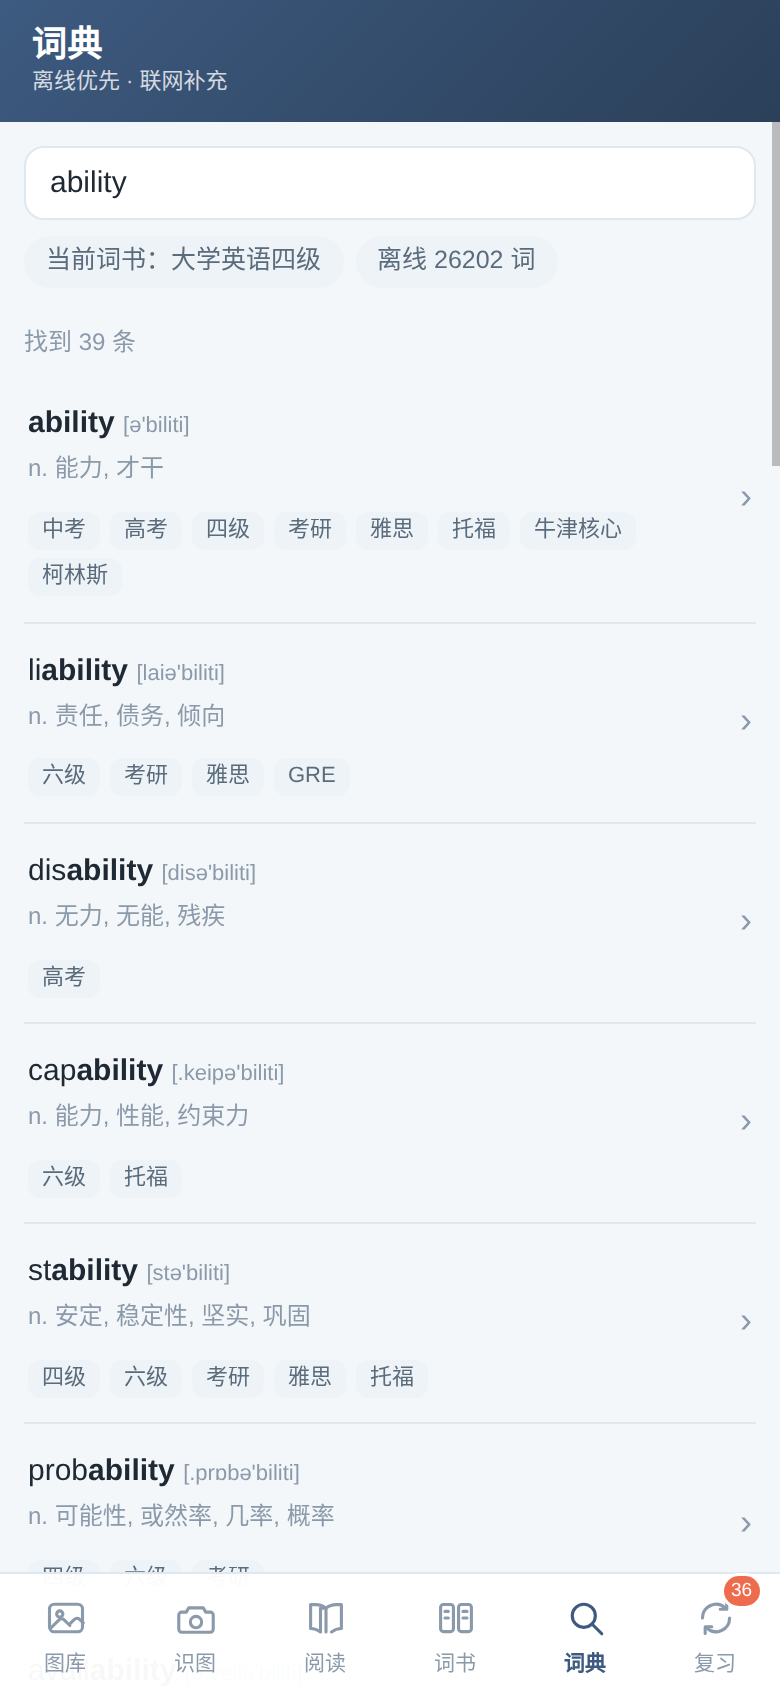 词典
离线优先 · 联网补充
ability
当前词书：大学英语四级 离线 26202 词
找到 39 条
ability [ə'biliti]
n. 能力, 才干
中考 高考 四级 考研 雅思 托福 牛津核心
柯林斯
liability [laiə'biliti]
n. 责任, 债务, 倾向
六级 考研 雅思 GRE
disability [disə'biliti]
n. 无力, 无能, 残疾
高考
capability [.keipə'biliti]
n. 能力, 性能, 约束力
六级 托福
stability [stə'biliti]
n. 安定, 稳定性, 坚实, 巩固
四级 六级 考研 雅思 托福
probability [.prɒbə'biliti]
n. 可能性, 或然率, 几率, 概率
四级 六级 考研
36
availability
图库 识图 阅读 词书 词典 复习